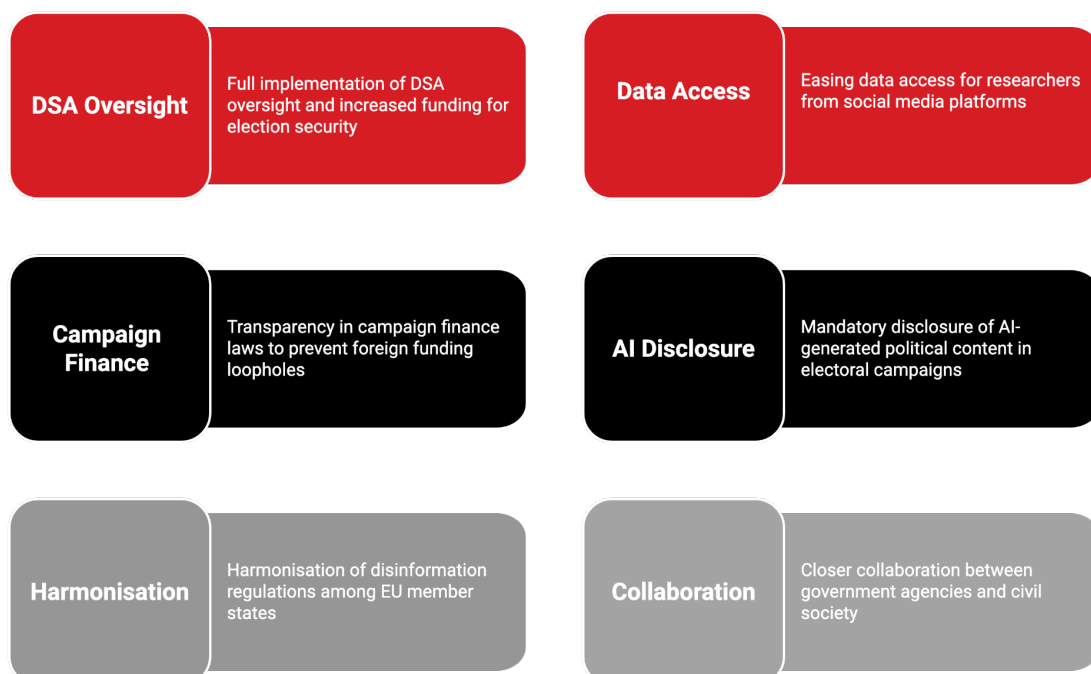 DSA Oversight
Full implementation of DSA
oversight and increased funding for
election security
Data Access
Easing data access for researchers
from social media platforms
Campaign
Finance
Transparency in campaign finance
laws to prevent foreign funding
loopholes
AI Disclosure
Mandatory disclosure of AI-
generated political content in
electoral campaigns
Harmonisation
Harmonisation of disinformation
regulations among EU member
states
Collaboration
Closer collaboration between
government agencies and civil
society